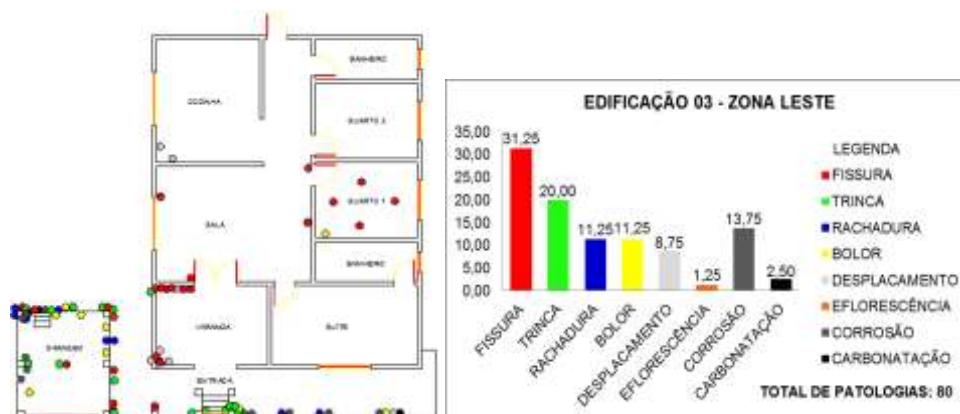 BANHEIRO
COZINHA
QUARTO 2
QUARTO 1
SALA
BANHEIRO
VARANDA
SUITE
ENTRADA
EDIFICAÇÃO 03 - ZONA LESTE
35,00
30,00
25,00
20,00
15,00
10,00
5,00
0,00
31,25
20,00
11,25
11,25
8,75
1,25
13,75
2,50
FISSURA
TRINCA
RACHADURA
BOLOR
DESPLACAMENTO
EFLORESCÊNCIA
CORROSÃO
CARBONATAÇÃO
LEGENDA
FISSURA
TRINCA
RACHADURA
BOLOR
DESPLACAMENTO
EFLORESCÊNCIA
CORROSÃO
CARBONATAÇÃO
TOTAL DE PATOLOGIAS: 80